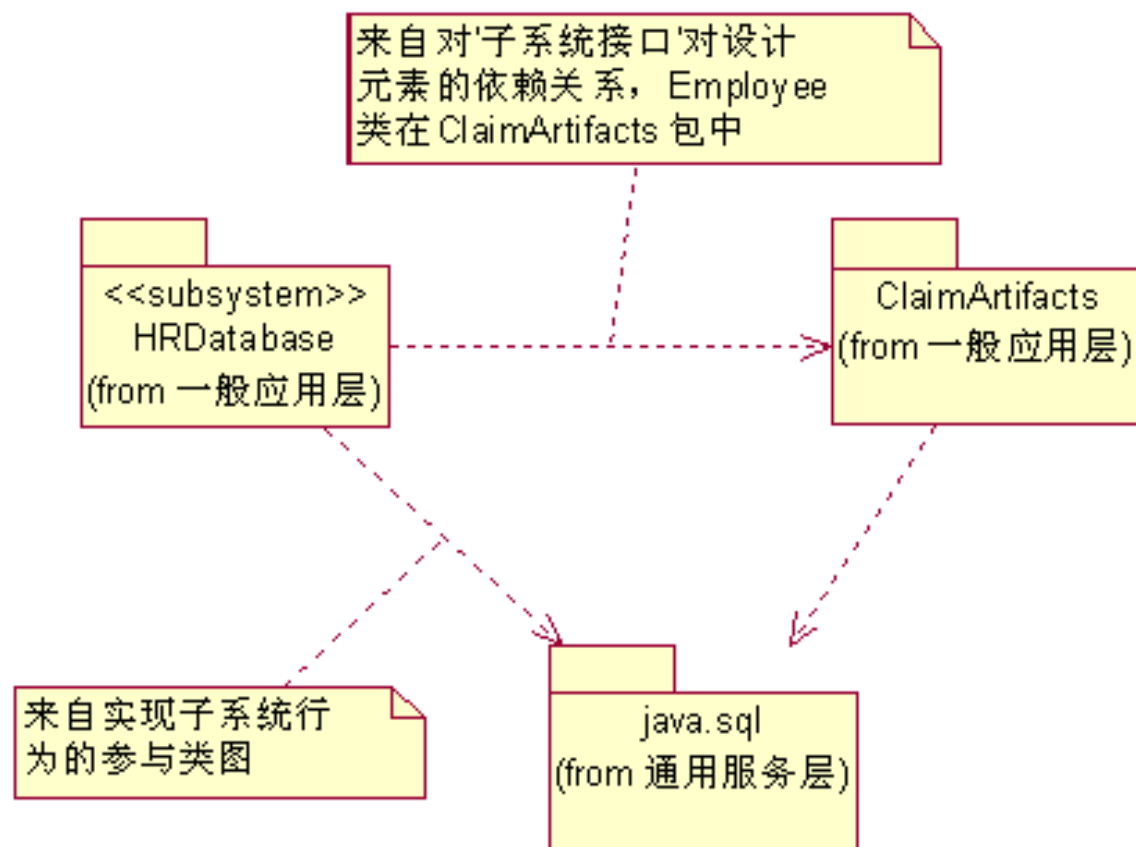 来自对'子系统接口'对设计
元素的依赖关系，Employee
类在ClaimArtifacts 包中
<<subsystem>>
HRDatabase
(from 一般应用层)
ClaimArtifacts
(from 一般应用层)
来自实现子系统行
为的参与类图
java.sql
(from 通用服务层)